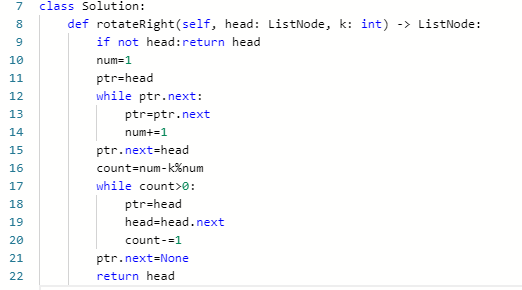 7 class Solution:
8     def rotateRight(self, head: ListNode, k: int) -> ListNode:
9         if not head:return head
10         num=1
11         ptr=head
12         while ptr.next:
13             ptr=ptr.next
14             num+=1
15         ptr.next=head
16         count=num-k%num
17         while count>0:
18             ptr=head
19             head=head.next
20             count-=1
21         ptr.next=None
22         return head